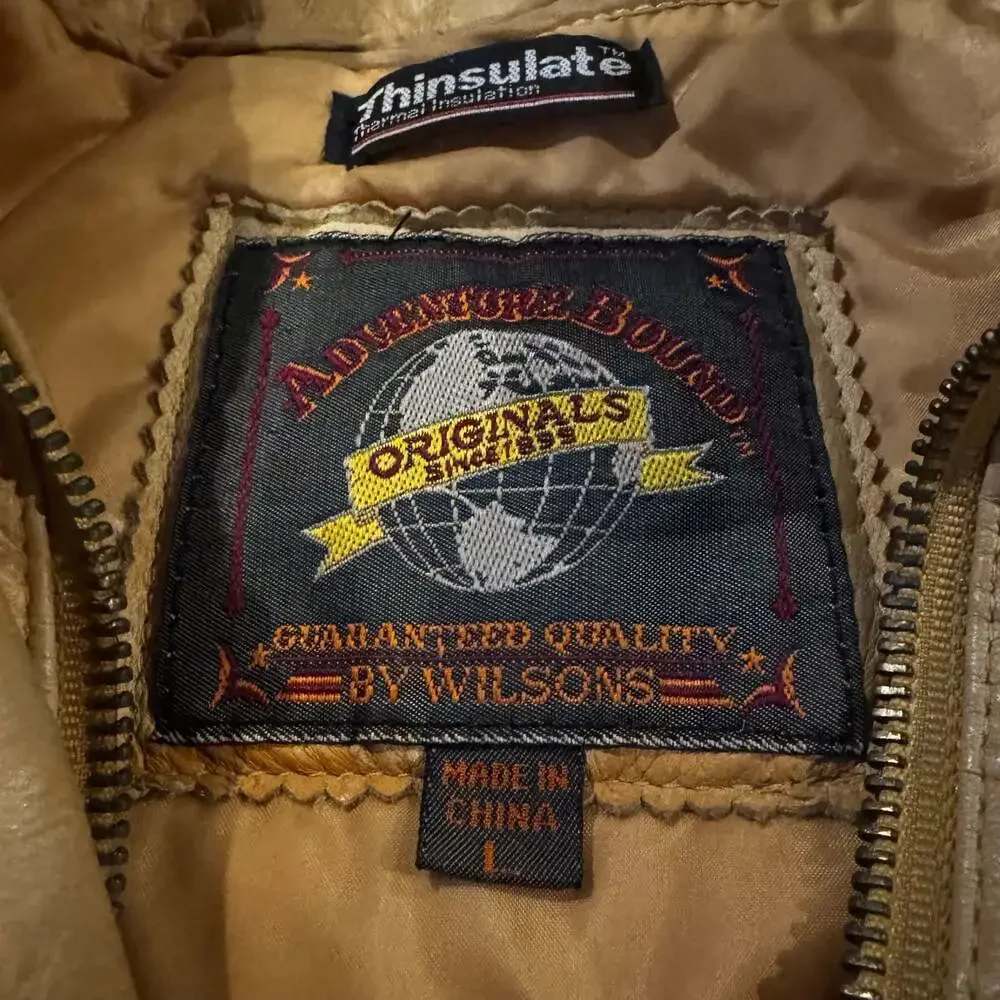 Thinsulate™
Thermal Insulation
ADVENTURE BOUND™
ORIGINALS
SINCE 1899
GUARANTEED QUALITY
BY WILSONS
MADE IN
CHINA
L